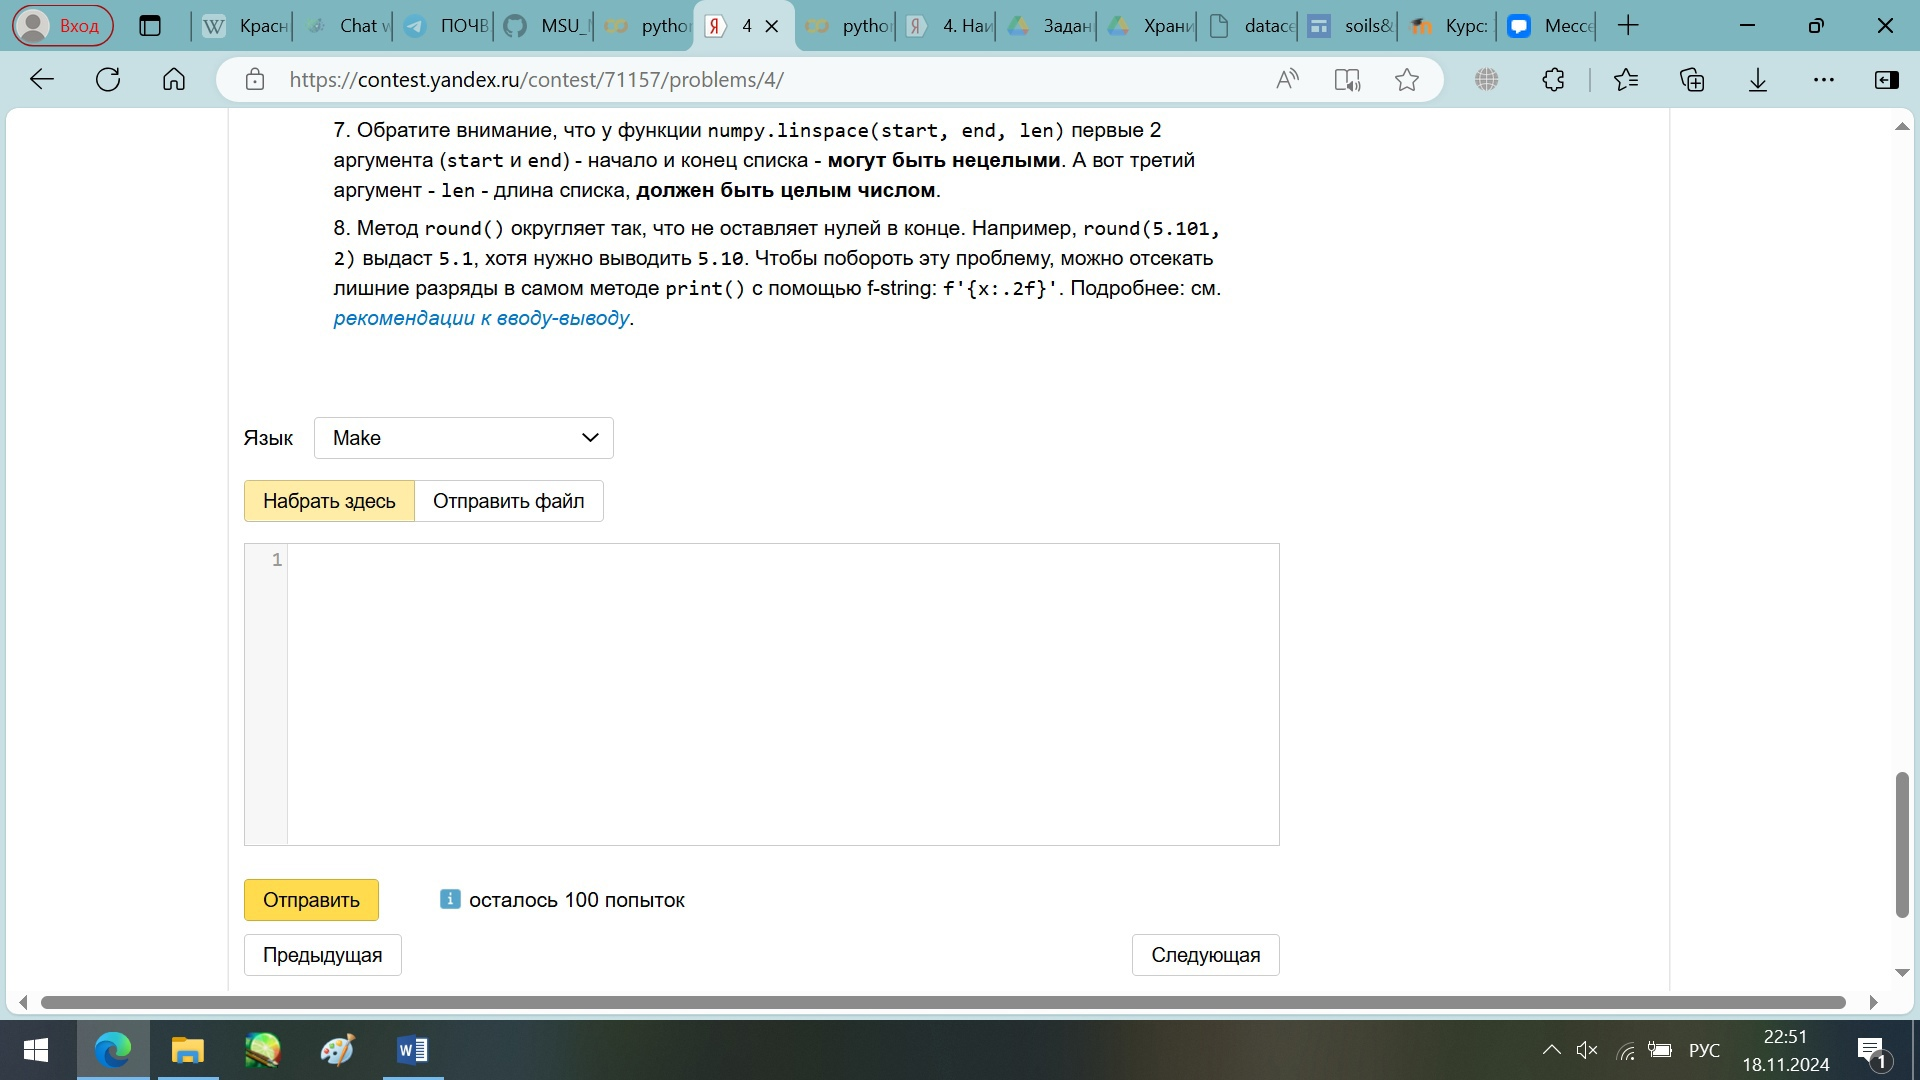 Вход
Красн
Chat w
ПОЧВ
MSU_
pytho
4
pytho
4. Наи
Задан
Храни
datace
soils&
Курс:
Мессе
https://contest.yandex.ru/contest/71157/problems/4/
7. Обратите внимание, что у функции numpy.linspace(start, end, len) первые 2
аргумента (start и end) - начало и конец списка - могут быть нецелыми. А вот третий
аргумент - len - длина списка, должен быть целым числом.
8. Метод round() округляет так, что не оставляет нулей в конце. Например, round(5.101,
2) выдаст 5.1, хотя нужно выводить 5.10. Чтобы побороть эту проблему, можно отсекать
лишние разряды в самом методе print() с помощью f-string: f'{x:.2f}'. Подробнее: см.
рекомендации к вводу-выводу.
Язык
Make
Набрать здесь
Отправить файл
1
Отправить
осталось 100 попыток
Предыдущая
Следующая
РУС
22:51
18.11.2024
1